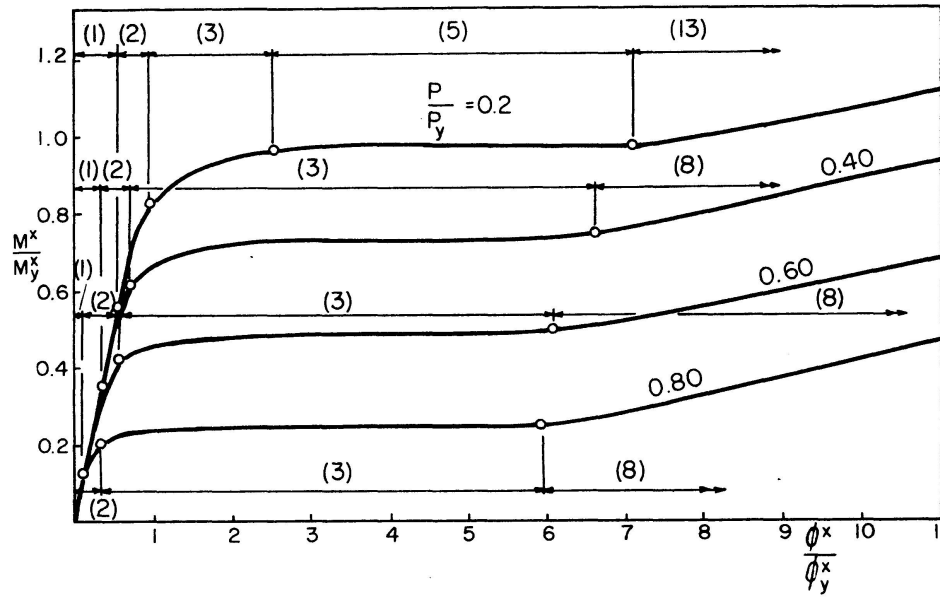 (1) (2) (3) (5) (13)
1.2
P/P_y = 0.2
1.0
(1) (2) (3) (8) 0.40
0.8
M^x/M_y^x
(1)
0.6 (2) (3) 0.60 (8)
0.4
0.80
0.2
(3) (8)
(2)
1 2 3 4 5 6 7 8 9 10 1
ϕ^x/ϕ_y^x